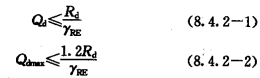 Q_d ≤ R_d / γ_RE (8.4.2-1)
Q_dmax ≤ 1.2R_d / γ_RE (8.4.2-2)